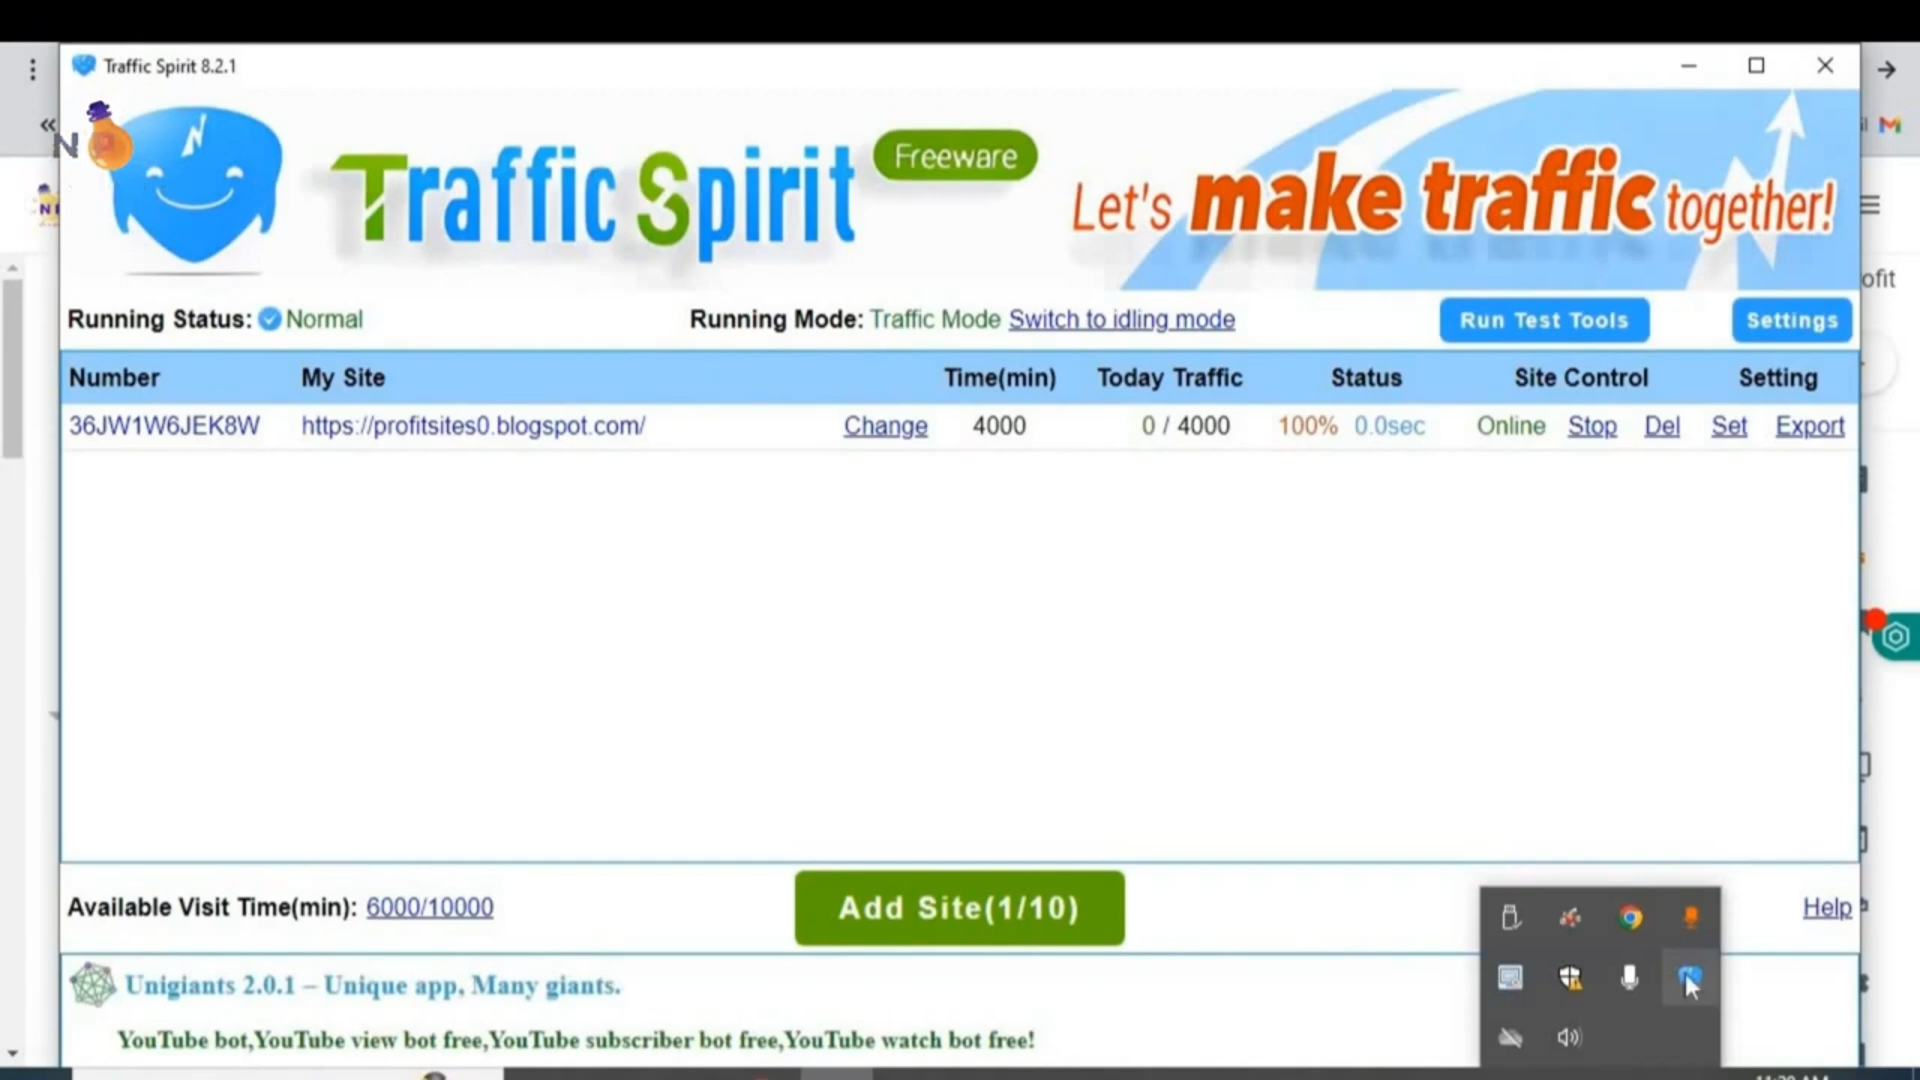 Traffic Spirit 8.2.1
N
Traffic Spirit
Freeware
Let's make traffic together!
ofit
Running Status: Normal
Running Mode: Traffic Mode Switch to idling mode
Run Test Tools
Settings
Number My Site Time(min) Today Traffic Status Site Control Setting
36JW1W6JEK8W https://profitsites0.blogspot.com/ Change 4000 0 / 4000 100% 0.0sec Online Stop Del Set Export
Available Visit Time(min): 6000/10000
Add Site(1/10)
Help
Unigiants 2.0.1 – Unique app, Many giants.
YouTube bot,YouTube view bot free,YouTube subscriber bot free,YouTube watch bot free!